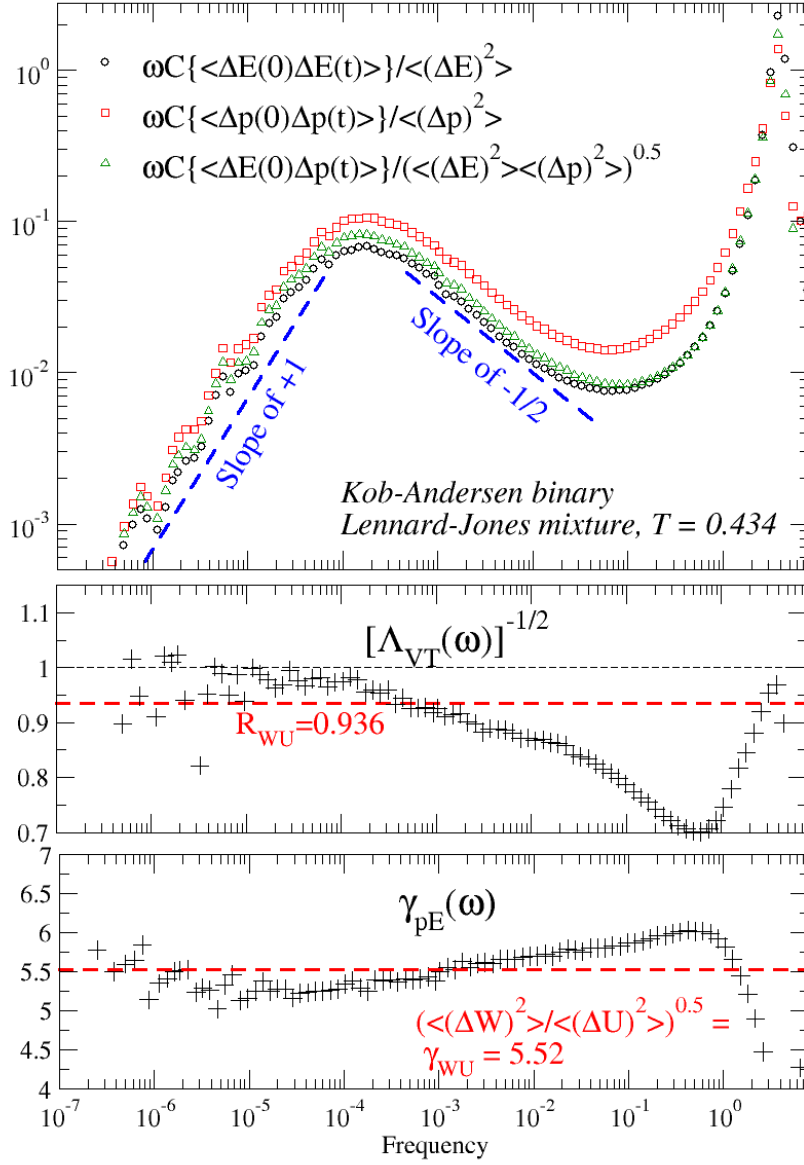 10^0
10^-1
10^-2
10^-3
ωC{<ΔE(0)ΔE(t)>}/<(ΔE)^2>
ωC{<Δp(0)Δp(t)>}/<(Δp)^2>
ωC{<ΔE(0)Δp(t)>}/(<(ΔE)^2><(Δp)^2>)^0.5
Slope of +1
Slope of -1/2
Kob-Andersen binary
Lennard-Jones mixture, T = 0.434
1.1
1
0.9
0.8
0.7
[Λ_VT(ω)]^-1/2
R_WU=0.936
7
6.5
6
5.5
5
4.5
4
γ_pE(ω)
(<(ΔW)^2>/<(ΔU)^2>)^0.5 =
γ_WU = 5.52
10^-7 10^-6 10^-5 10^-4 10^-3 10^-2 10^-1 10^0
Frequency